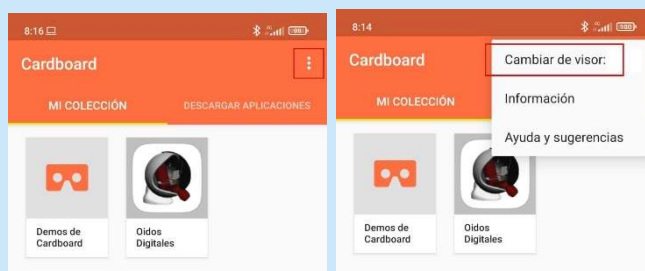 8:16
Cardboard
MI COLECCIÓN DESCARGAR APLICACIONES
Demos de Cardboard
Oidos Digitales
8:14
Cardboard
Cambiar de visor:
MI COLECCIÓN
Información
Ayuda y sugerencias
Demos de Cardboard
Oidos Digitales